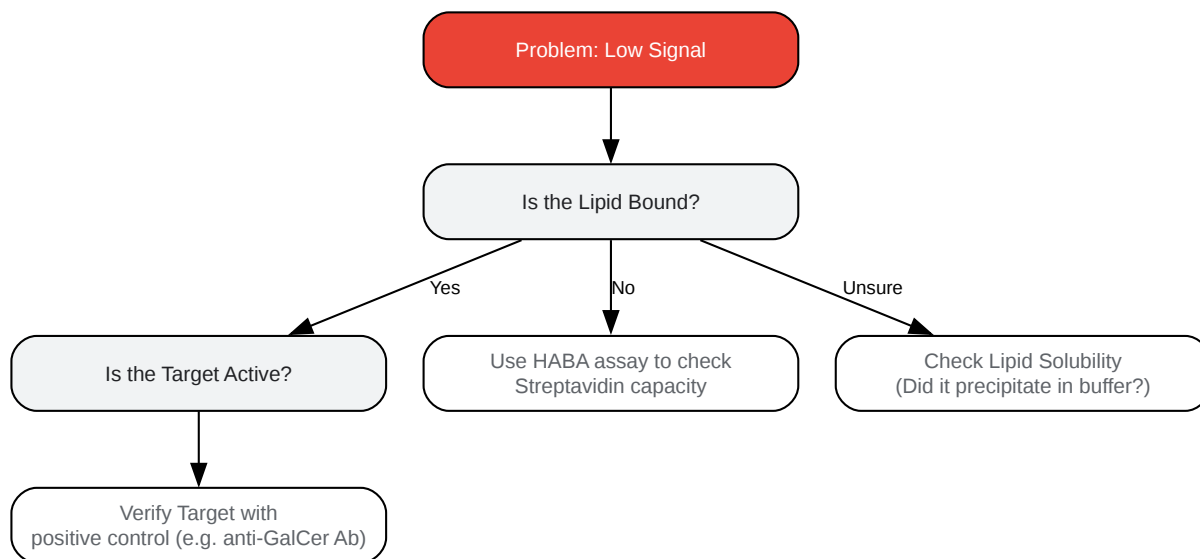 Problem: Low Signal
Is the Lipid Bound?
Yes
No
Unsure
Is the Target Active?
Use HABA assay to check
Streptavidin capacity
Check Lipid Solubility
(Did it precipitate in buffer?)
Verify Target with
positive control (e.g. anti-GalCer Ab)